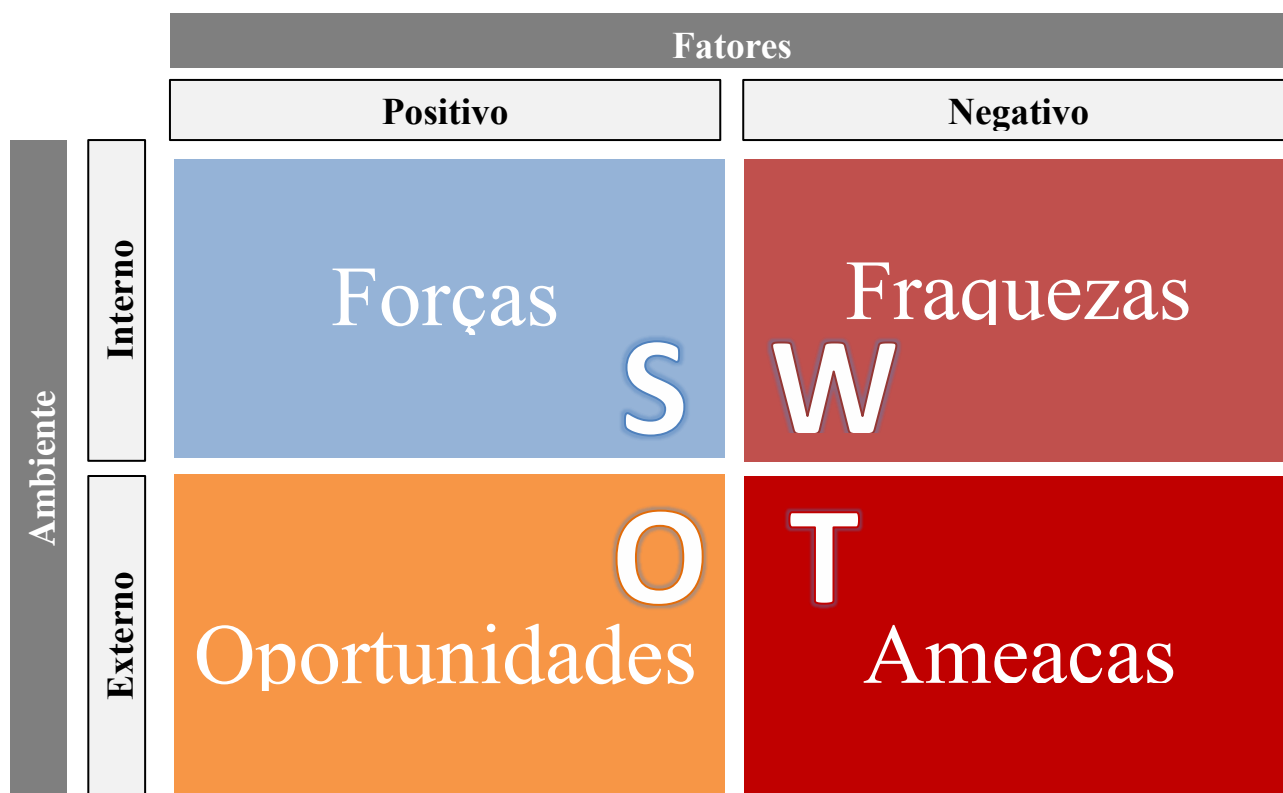 Fatores
Positivo
Negativo
Ambiente
Interno
Forças
S
Fraquezas
W
Externo
O
Oportunidades
T
Ameacas